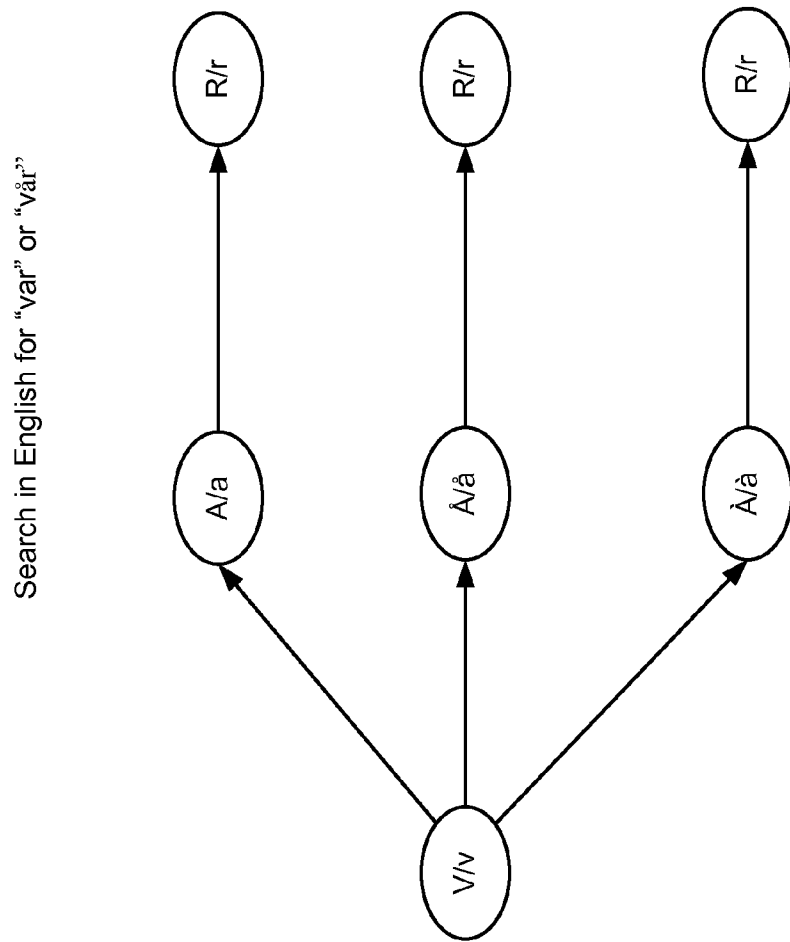 Search in English for “var” or “vår”
R/r
R/r
R/r
A/a
Å/å
À/à
V/v